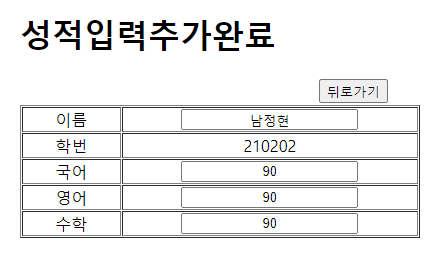 성적입력추가완료
뒤로가기
이름 남정현
학번 210202
국어 90
영어 90
수학 90